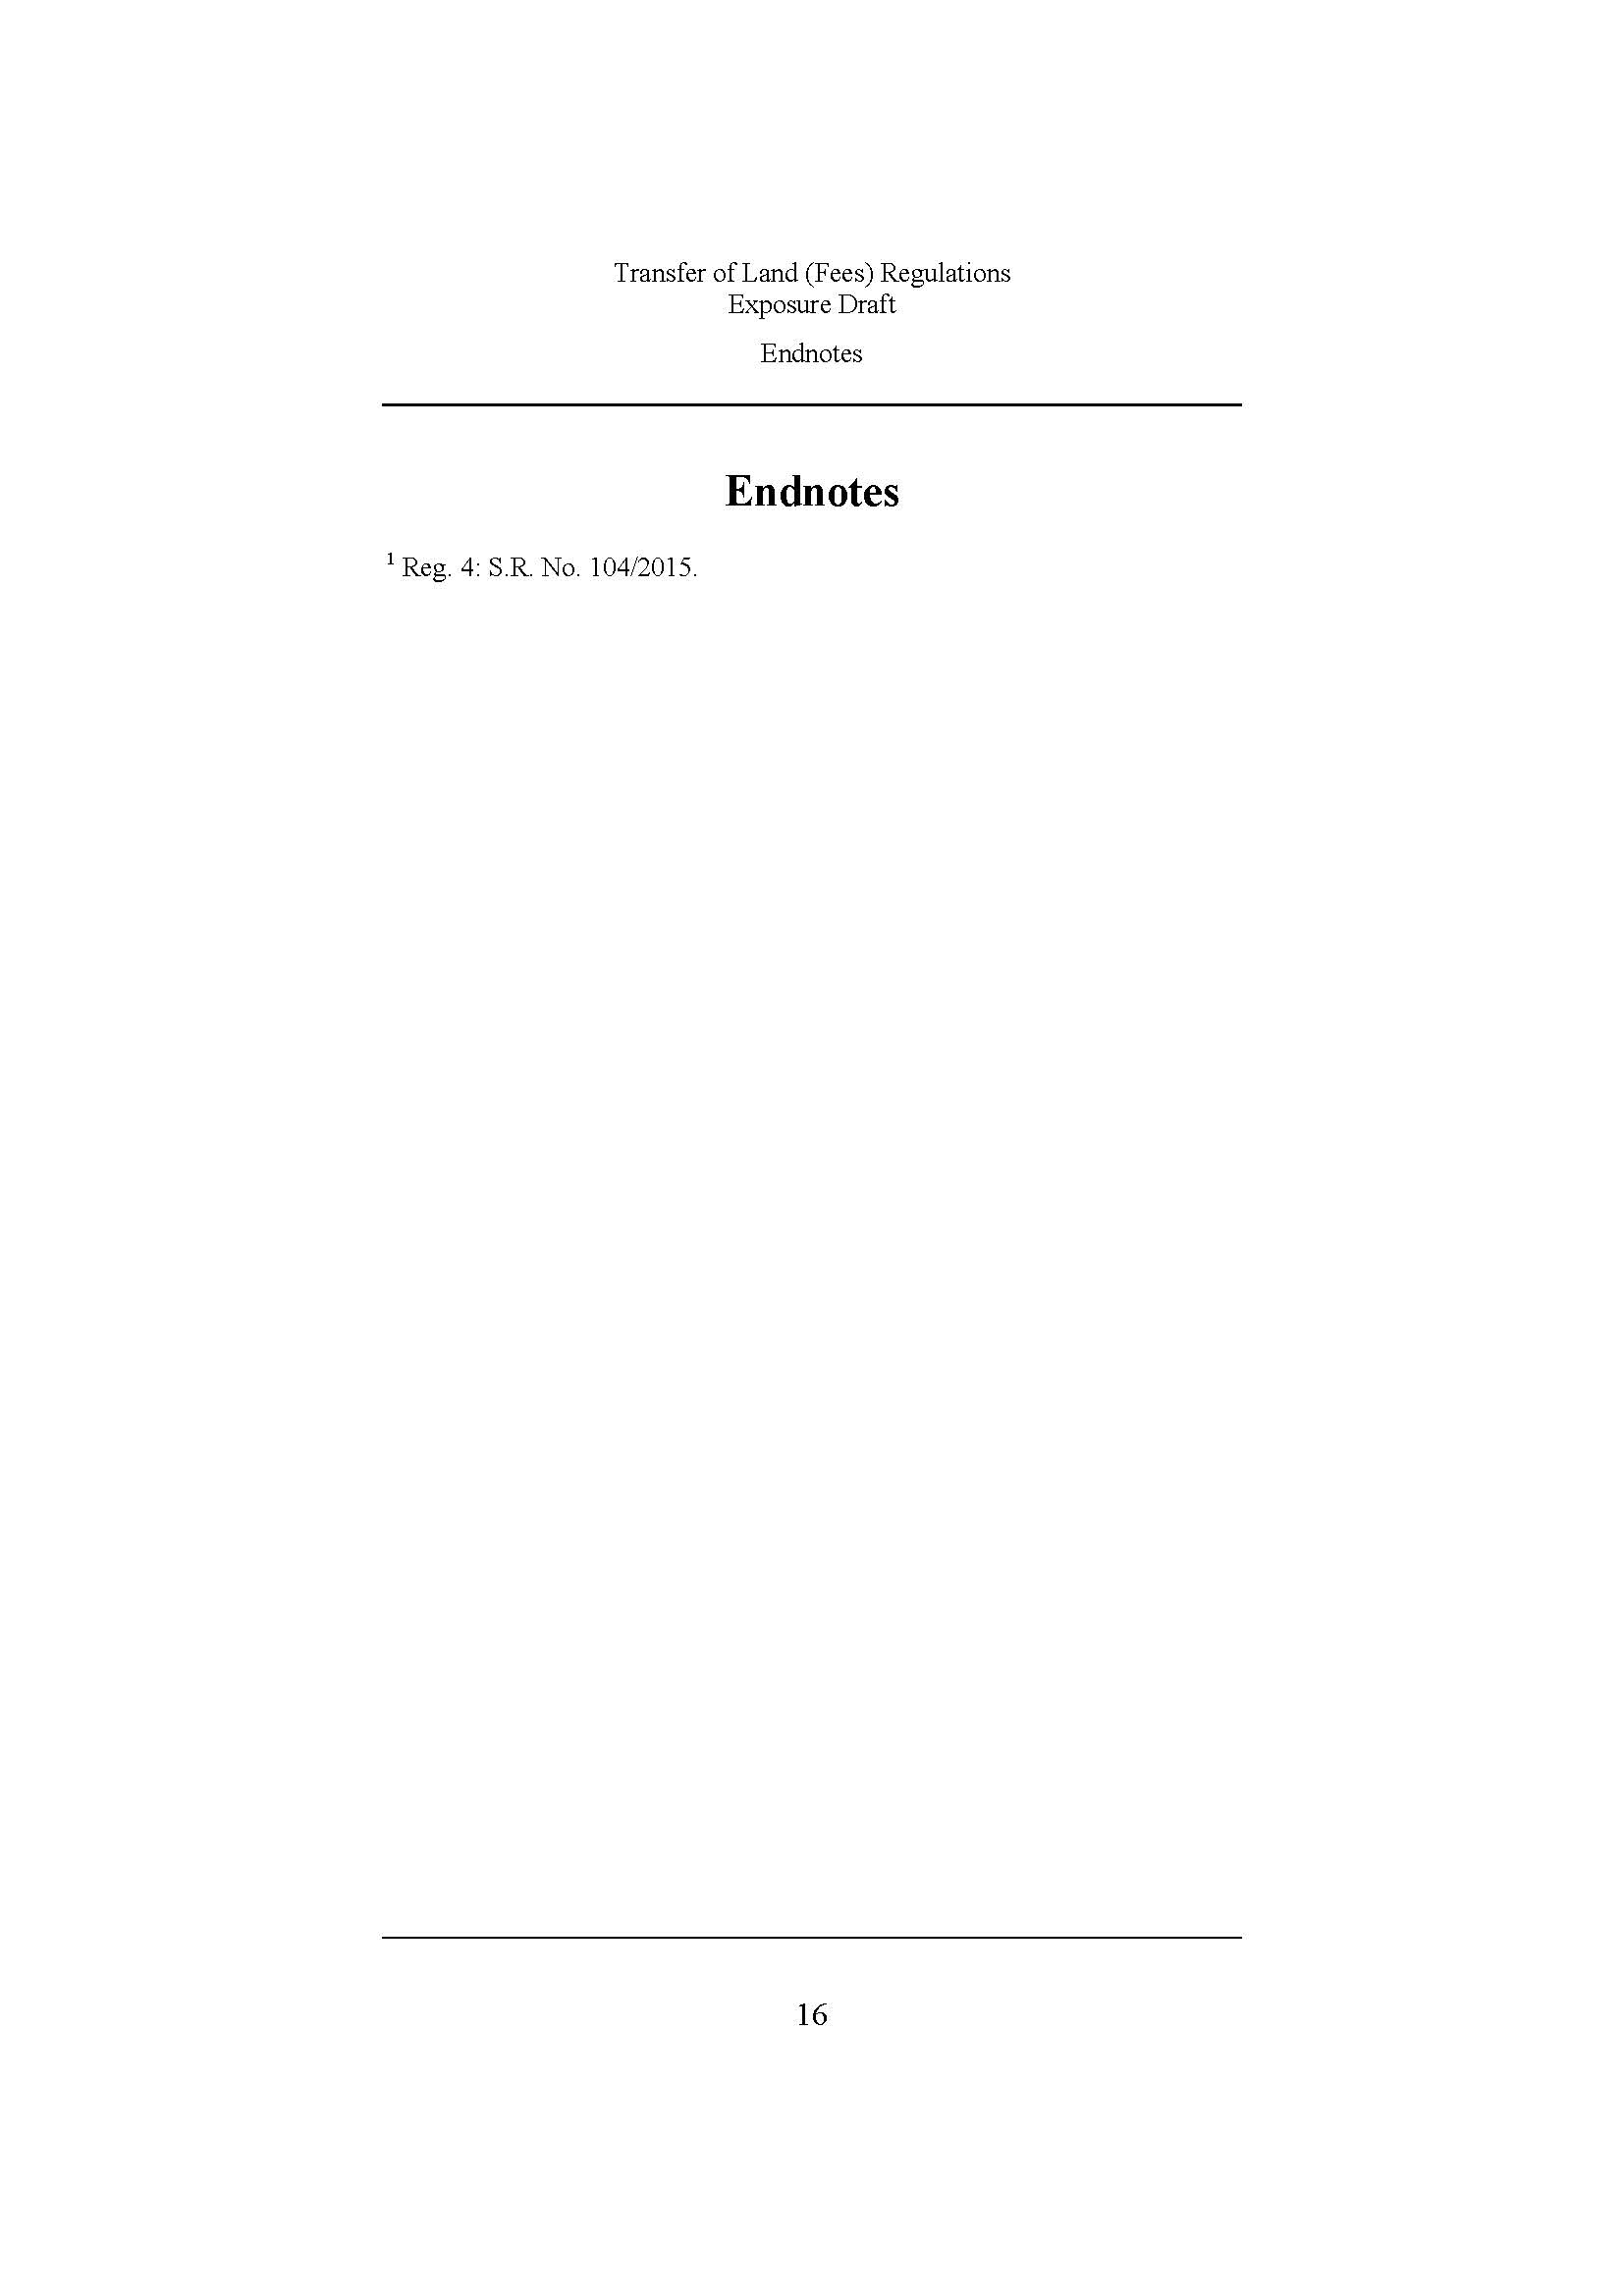 Transfer of Land (Fees) Regulations
Exposure Draft
Endnotes
Endnotes
1 Reg. 4: S.R. No. 104/2015.
16